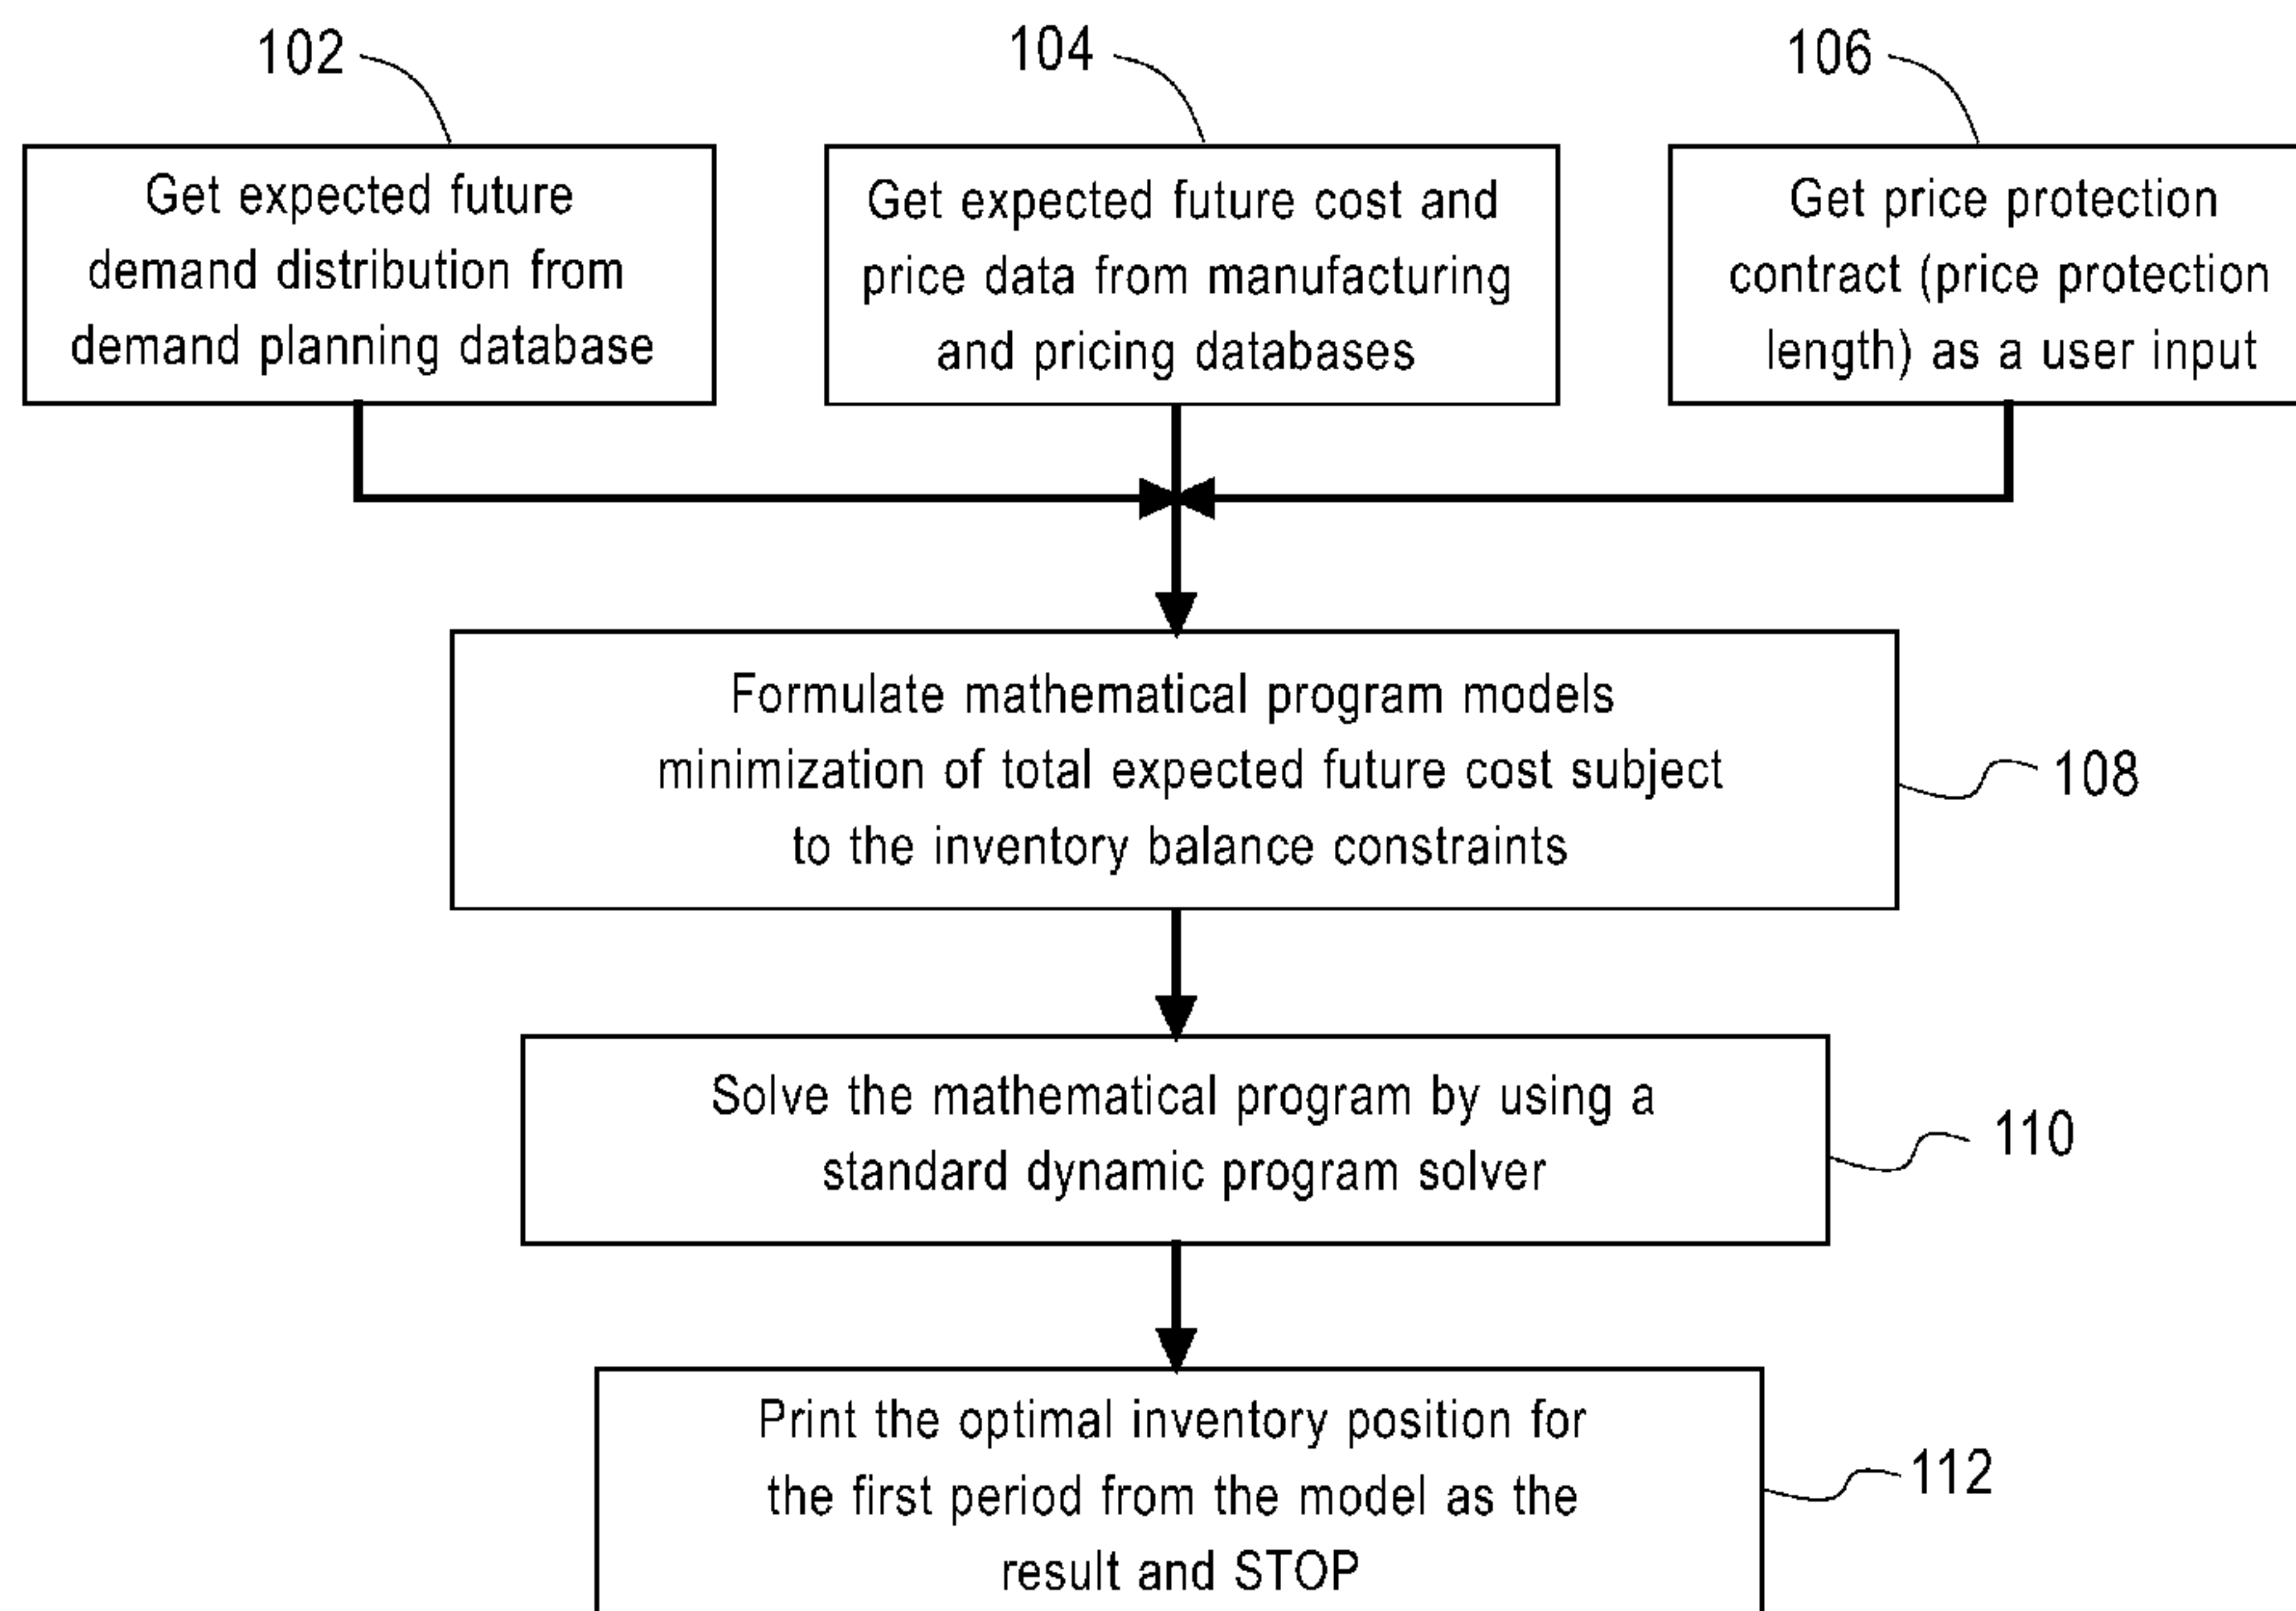 102
104
106
Get expected future
demand distribution from
demand planning database
Get expected future cost and
price data from manufacturing
and pricing databases
Get price protection
contract (price protection
length) as a user input
Formulate mathematical program models
minimization of total expected future cost subject
to the inventory balance constraints
108
Solve the mathematical program by using a
standard dynamic program solver
110
Print the optimal inventory position for
the first period from the model as the
result and STOP
112